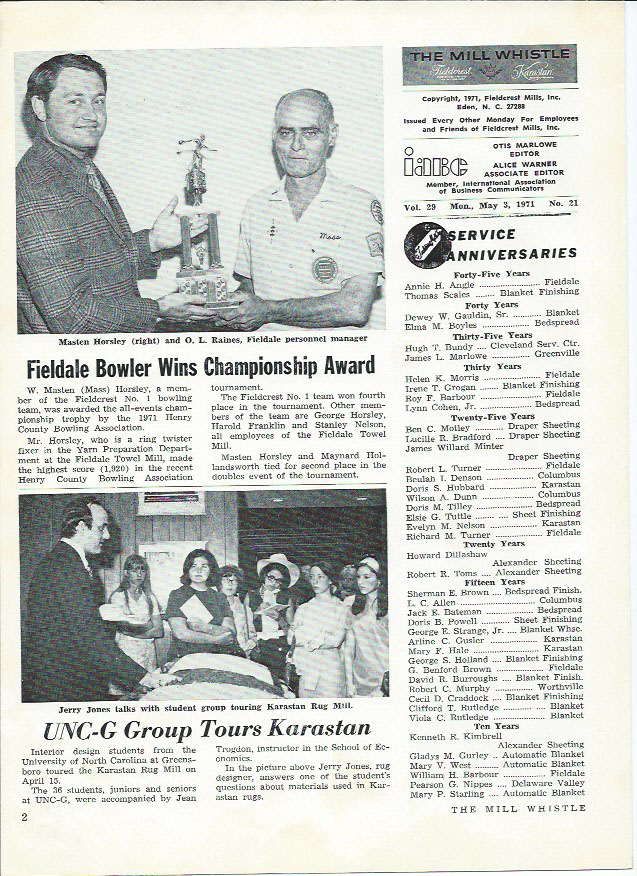 Mass
Masten Horsley (right) and O. L. Raines, Fieldale personnel manager
Fieldale Bowler Wins Championship Award
W. Masten (Mass) Horsley, a mem-
ber of the Fieldcrest No. 1 bowling
team, was awarded the all-events cham-
pionship trophy by the 1971 Henry
County Bowling Association.
Mr. Horsley, who is a ring twister
fixer in the Yarn Preparation Depart-
ment at the Fieldale Towel Mill, made
the highest score (1,920) in the recent
Henry County Bowling Association
tournament.
The Fieldcrest No. 1 team won fourth
place in the tournament. Other mem-
bers of the team are George Horsley,
Harold Franklin and Stanley Nelson,
all employees of the Fieldale Towel
Mill.
Masten Horsley and Maynard Hol-
landsworth tied for second place in the
doubles event of the tournament.
Jerry Jones talks with student group touring Karastan Rug Mill.
UNC-G Group Tours Karastan
Interior design students from the
University of North Carolina at Greens-
boro toured the Karastan Rug Mill on
April 15.
The 36 students, juniors and seniors
at UNC-G, were accompanied by Jean
Trogdon, instructor in the School of Ec-
onomics.
In the picture above Jerry Jones, rug
designer, answers one of the student's
questions about materials used in Kar-
astan rugs.
2
THE MILL WHISTLE
Fieldcrest Karastan
Copyright, 1971, Fieldcrest Mills, Inc.
Eden, N. C. 27288
Issued Every Other Monday For Employees
and Friends of Fieldcrest Mills, Inc.
OTIS MARLOWE
EDITOR
ALICE WARNER
ASSOCIATE EDITOR
Member, International Association
of Business Communicators
Vol. 29 Mon., May 3, 1971 No. 21
SERVICE
ANNIVERSARIES
Forty-Five Years
Annie H. Angle .................... Fieldale
Thomas Scales ........ Blanket Finishing
Forty Years
Dewey W. Gauldin, Sr. ............ Blanket
Elma M. Boyles .................... Bedspread
Thirty-Five Years
Hugh T. Bundy .... Cleveland Serv. Ctr.
James L. Marlowe ................ Greenville
Thirty Years
Helen K. Morris .................... Fieldale
Irene T. Grogan ........ Blanket Finishing
Roy F. Barbour .................... Fieldale
Lynn Cohen, Jr. .................... Bedspread
Twenty-Five Years
Ben C. Motley ............ Draper Sheeting
Lucille R. Bradford .... Draper Sheeting
James Willard Minter
Draper Sheeting
Robert L. Turner .................... Fieldale
Beulah I. Denson .................... Columbus
Doris S. Hubbard .................... Karastan
Wilson A. Dunn .................... Columbus
Doris M. Tilley .................... Bedspread
Elsie G. Tuttle ............ Sheet Finishing
Evelyn M. Nelson .................... Karastan
Richard M. Turner .................... Fieldale
Twenty Years
Howard Dillashaw
Alexander Sheeting
Robert R. Toms .... Alexander Sheeting
Fifteen Years
Sherman E. Brown .... Bedspread Finish.
L. C. Allen .................... Columbus
Jack E. Bateman .................... Bedspread
Doris B. Powell ............ Sheet Finishing
George E. Strange, Jr. .... Blanket Whse.
Arline C. Gusler .................... Karastan
Mary F. Hale .................... Karastan
George S. Holland .... Blanket Finishing
G. Benford Brown .................... Fieldale
David R. Burroughs .... Blanket Finish.
Robert C. Murphy ............ Worthville
Cecil D. Craddock .... Blanket Finishing
Clifford T. Rutledge .................... Blanket
Viola C. Rutledge .................... Blanket
Ten Years
Kenneth R. Kimbrell
Alexander Sheeting
Gladys M. Gurley .. Automatic Blanket
Mary V. West ........ Automatic Blanket
William H. Barbour ............ Fieldale
Pearson G. Nippes .... Delaware Valley
Mary P. Starling .... Automatic Blanket
THE MILL WHISTLE